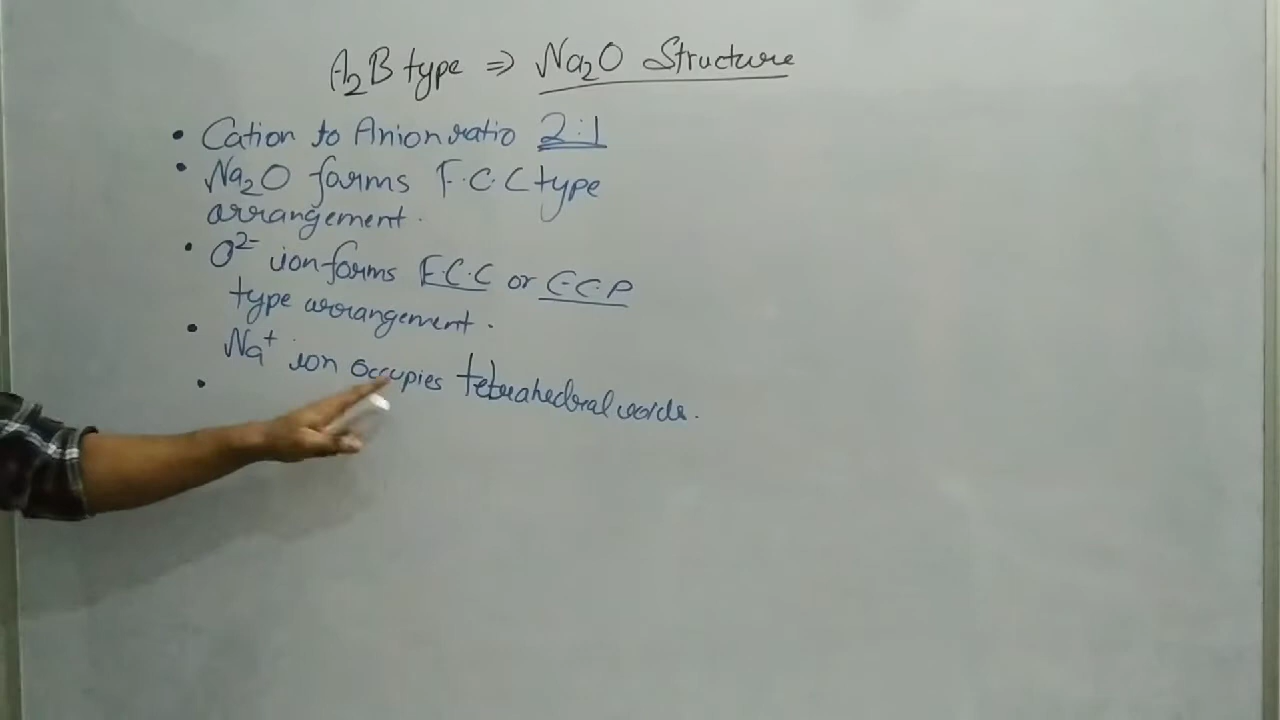 A₂B type ⇒ Na₂O Structure
• Cation to Anion ratio 2:1
• Na₂O forms F.C.C type
arrangement.
• O²⁻ ion forms F.C.C or C.C.P
type arrangement.
• Na⁺ ion occupies tetrahedral voids.
•